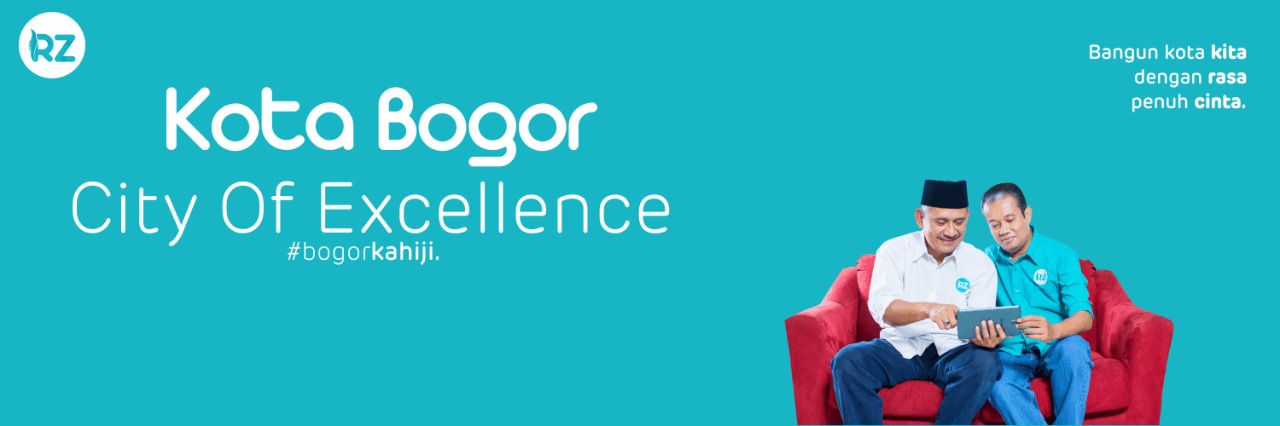 RZ
Kota Bogor
City Of Excellence
#bogorkahiji.
Bangun kota kita
dengan rasa
penuh cinta.
RZ
RZ